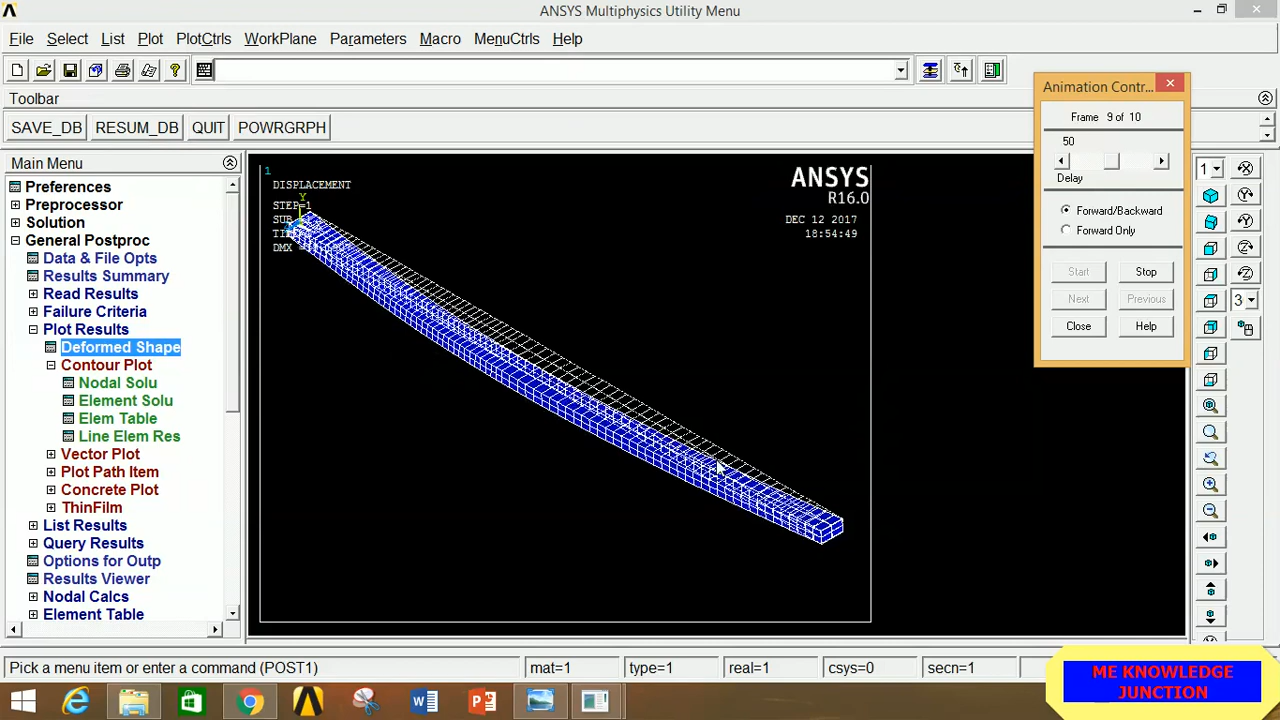 ANSYS Multiphysics Utility Menu
File Select List Plot PlotCtrls WorkPlane Parameters Macro MenuCtrls Help
Toolbar
SAVE_DB RESUM_DB QUIT POWRGRPH
Main Menu
Preferences
Preprocessor
Solution
General Postproc
Data & File Opts
Results Summary
Read Results
Failure Criteria
Plot Results
Deformed Shape
Contour Plot
Nodal Solu
Element Solu
Elem Table
Line Elem Res
Vector Plot
Plot Path Item
Concrete Plot
ThinFilm
List Results
Query Results
Options for Outp
Results Viewer
Nodal Calcs
Element Table
1
DISPLACEMENT
STEP=1
SUB
DMX
Y
ANSYS
R16.0
DEC 12 2017
18:54:49
Animation Contr...
Frame 9 of 10
50
Delay
Forward/Backward
Forward Only
Start Stop
Next Previous
Close Help
1
3
Pick a menu item or enter a command (POST1)
mat=1
type=1
real=1
csys=0
secn=1
ME KNOWLEDGE
JUNCTION